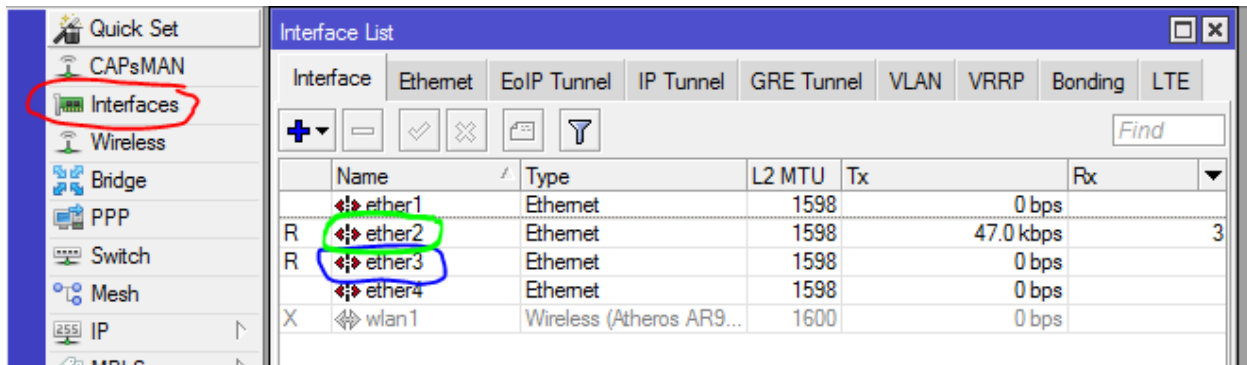 Quick Set
CAPsMAN
Interfaces
Wireless
Bridge
PPP
Switch
Mesh
255 IP
Interface List
Interface Ethernet EoIP Tunnel IP Tunnel GRE Tunnel VLAN VRRP Bonding LTE
Find
Name Type L2 MTU Tx Rx
ether1 Ethernet 1598 0 bps
R ether2 Ethernet 1598 47.0 kbps 3
R ether3 Ethernet 1598 0 bps
ether4 Ethernet 1598 0 bps
X wlan1 Wireless (Atheros AR9... 1600 0 bps